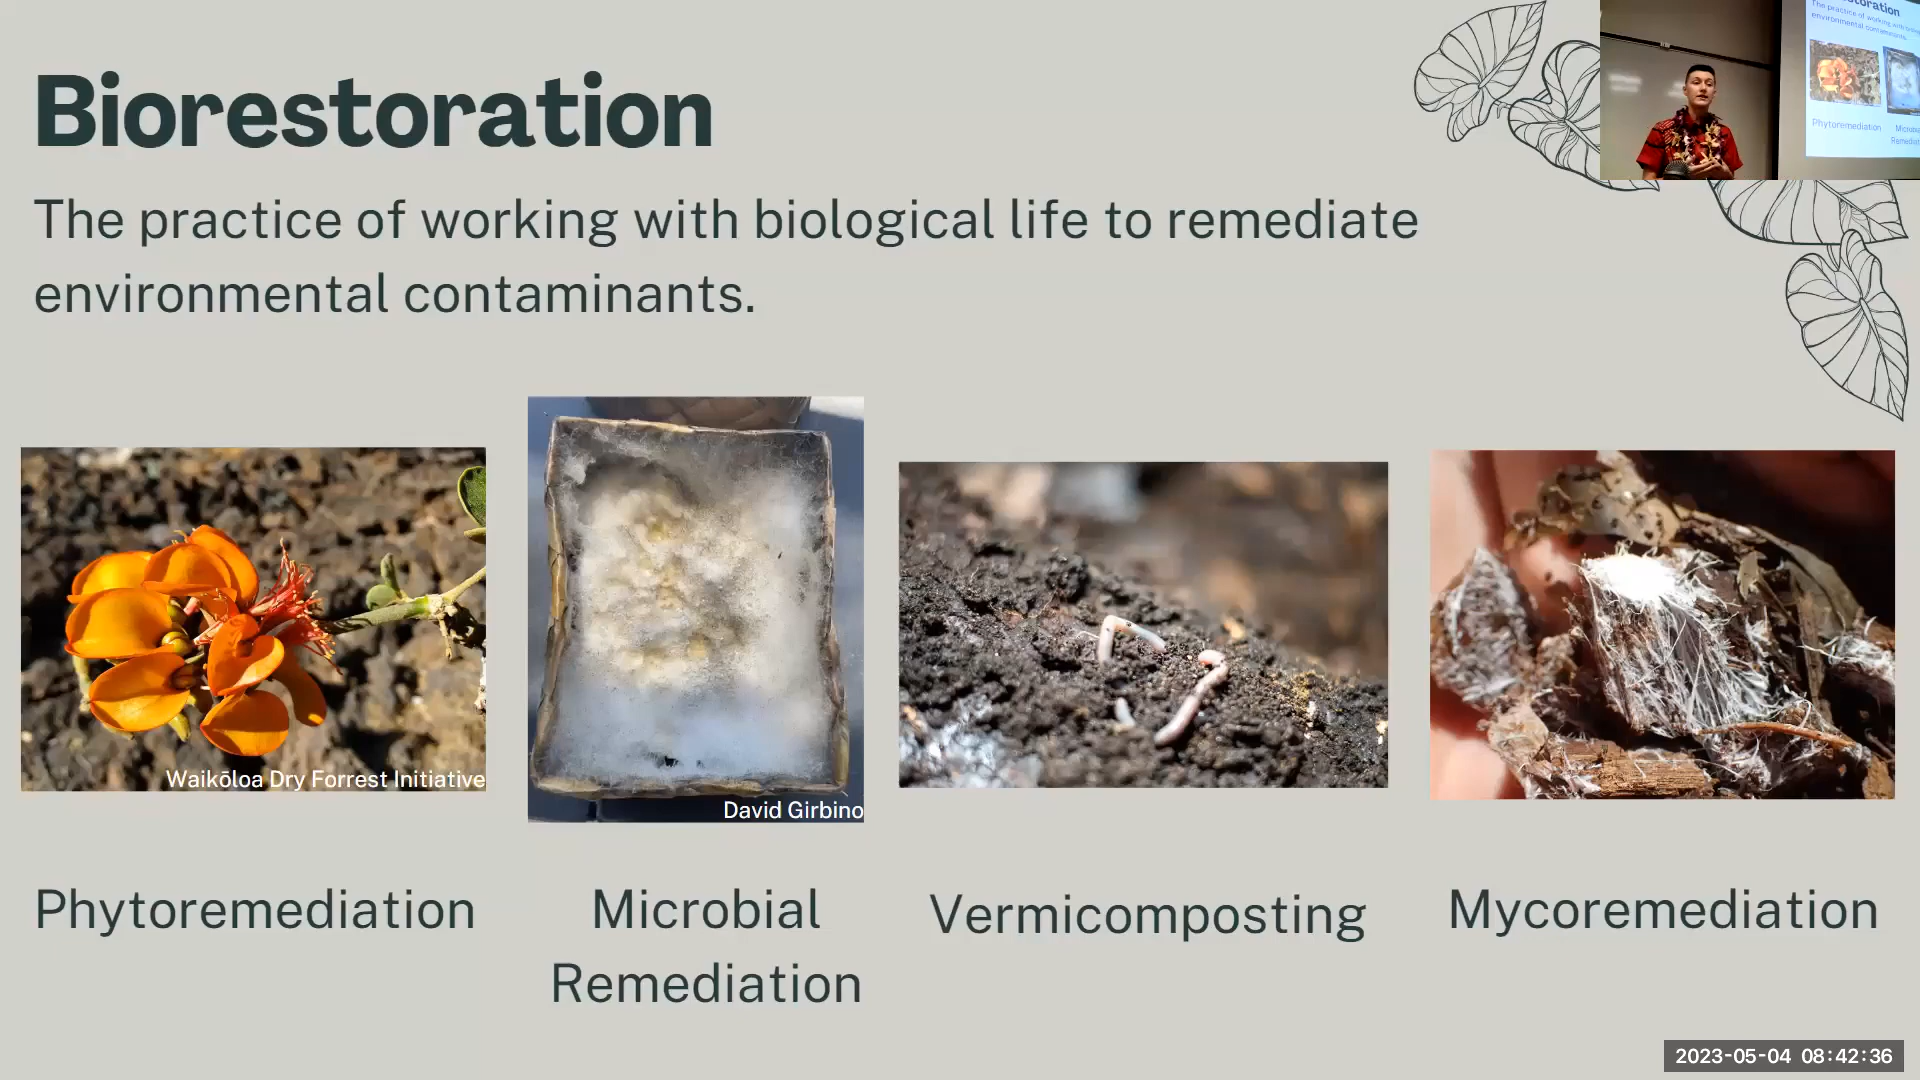 Biorestoration
The practice of working with biological life to remediate
environmental contaminants.
Waikōloa Dry Forrest Initiative
David Girbino
Phytoremediation
Microbial
Remediation
Vermicomposting
Mycoremediation
2023-05-04 08:42:36